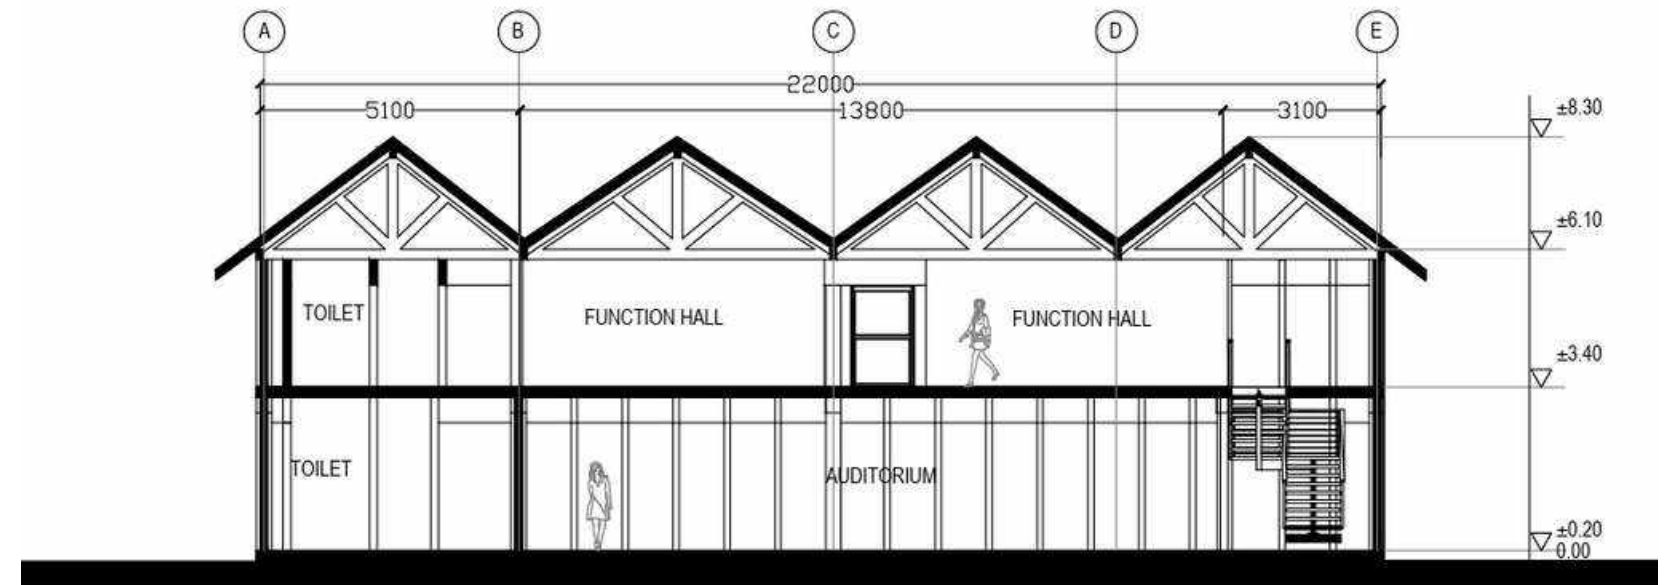 A B C D E
22000
5100 13800 3100
±8.30
±6.10
TOILET FUNCTION HALL FUNCTION HALL
±3.40
TOILET AUDITORIUM
±0.20
0.00